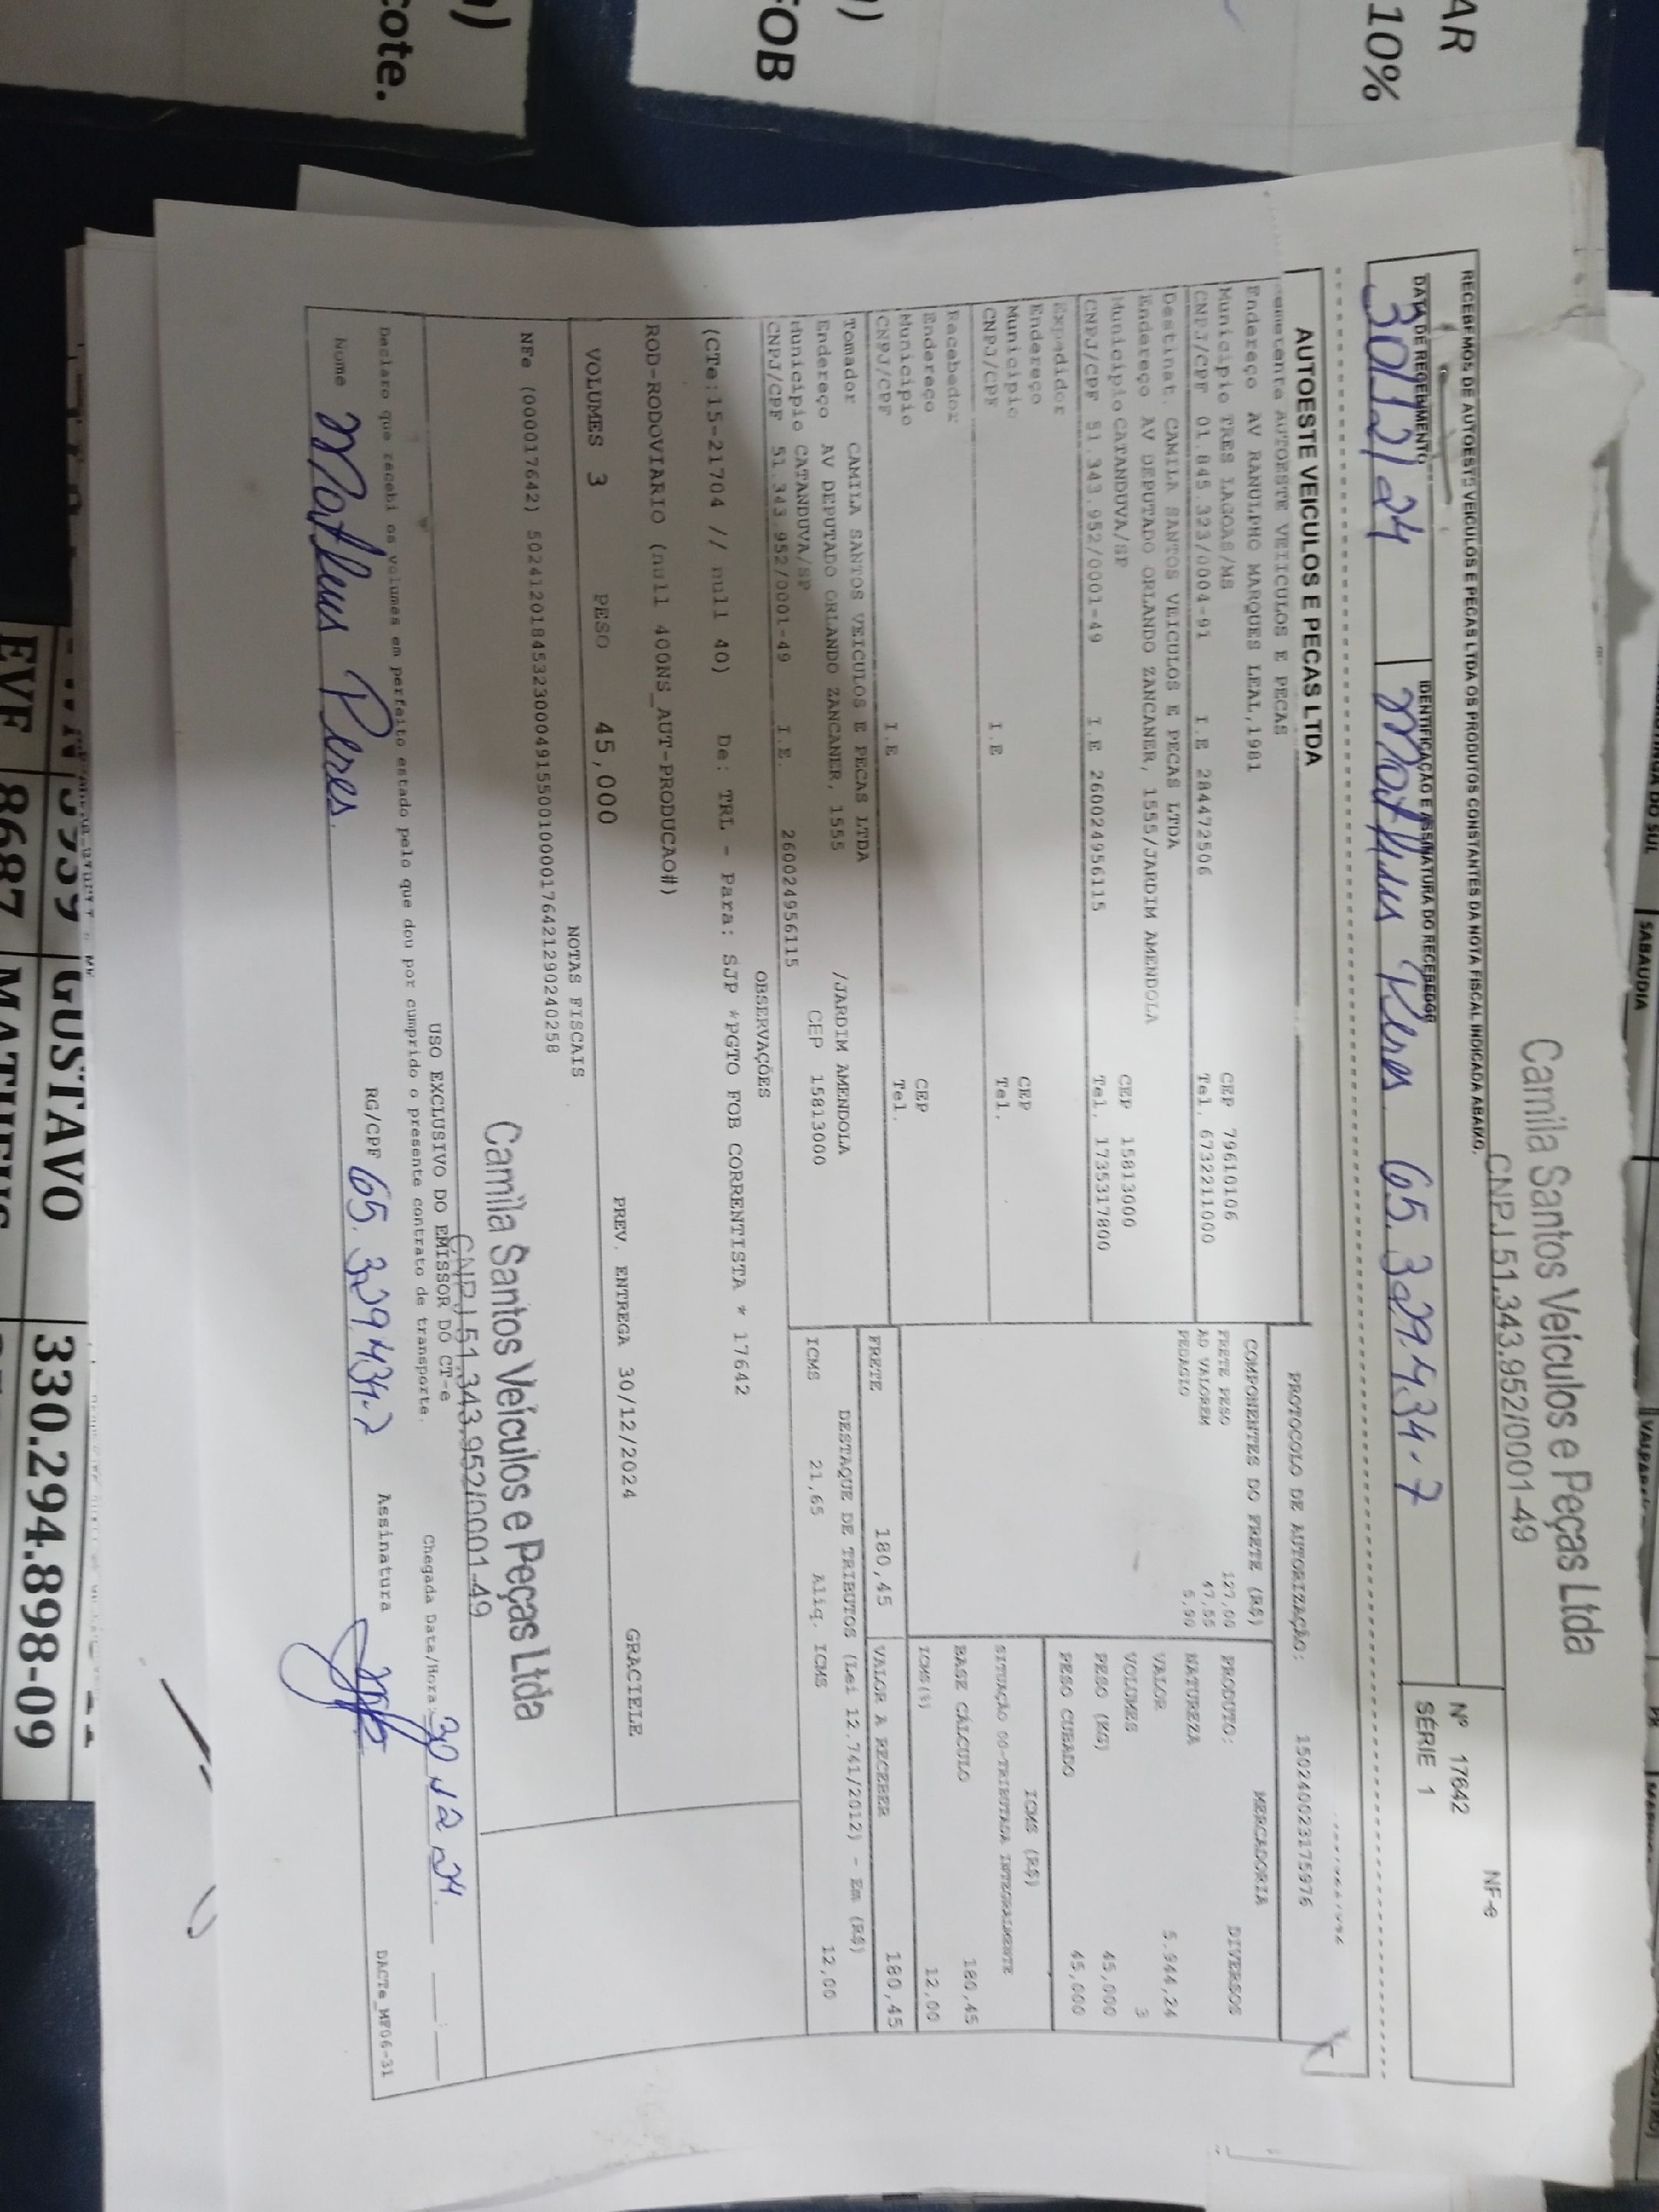 AR
10%
)
FOB
)
cote.
Camila Santos Veículos e Peças Ltda
CNPJ 51.343.952/0001-49
RECEBEMOS DE AUTOESTE VEICULOS E PECAS LTDA OS PRODUTOS CONSTANTES DA NOTA FISCAL INDICADA ABAIXO.
NF-e
Nº 17642
SÉRIE 1
DATA DE RECEBIMENTO
IDENTIFICAÇÃO E ASSINATURA DO RECEBEDOR
30/12/24
Matheus Peres. 65.329.434-7
AUTOESTE VEICULOS E PECAS LTDA
PROTOCOLO DE AUTORIZAÇÃO: 150240023175976
AUTOESTE VEICULOS E PECAS
Endereço AV RANULPHO MARQUES LEAL,1981
Municipio TRES LAGOAS/MS CEP 79610106
CNPJ/CPF 01.845.323/0004-91 I.E 284472506 Tel. 6732211000
Destinat. CAMILA SANTOS VEICULOS E PECAS LTDA
Endereço AV DEPUTADO ORLANDO ZANCANER, 1555/JARDIM AMENDOLA
Municipio CATANDUVA/SP CEP 15813000
CNPJ/CPF 51.343.952/0001-49 I.E 260024956115 Tel. 1735317800
Expedidor
Endereço
Municipio CEP
CNPJ/CPF I.E Tel.
Recebedor
Endereço
Municipio CEP
CNPJ/CPF I.E Tel.
Tomador CAMILA SANTOS VEICULOS E PECAS LTDA
Endereço AV DEPUTADO ORLANDO ZANCANER, 1555 /JARDIM AMENDOLA
Municipio CATANDUVA/SP CEP 15813000
CNPJ/CPF 51.343.952/0001-49 I.E. 260024956115
COMPONENTES DO FRETE (R$)
FRETE PESO 127,00
AD VALOREM 47,55
PEDAGIO 5,90
MERCADORIA
PRODUTO: DIVERSOS
NATUREZA
VALOR 5.944,24
VOLUMES 3
PESO (KG) 45,000
PESO CUBADO 45,000
ICMS (R$)
SITUAÇÃO 00-TRIBUTADA INTEGRALMENTE
BASE CÁLCULO 180,45
ICMS(%) 12,00
FRETE 180,45
VALOR A RECEBER 180,45
DESTAQUE DE TRIBUTOS (Lei 12.741/2012) - Em (R$)
ICMS 21,65 Aliq. ICMS 12,00
OBSERVAÇÕES
(CTe:15-21704 // null 40) De: TRL - Para: SJP *PGTO FOB CORRENTISTA * 17642
ROD-RODOVIARIO (null 400NS_AUT-PRODUCAO#)
VOLUMES 3 PESO 45,000 PREV. ENTREGA 30/12/2024 GRACIELE
NOTAS FISCAIS
NFe (000017642) 50241201845323000491550010000176421290240258
Camila Santos Veículos e Peças Ltda
CNPJ 51.343.952/0001-49
USO EXCLUSIVO DO EMISSOR DO CT-e
Declaro que recebi os volumes em perfeito estado pelo que dou por cumprido o presente contrato de transporte.
Chegada Data/Hora: 30 12 24
Nome Matheus Peres. RG/CPF 65.329.434-7 Assinatura
DACTe_MF06-31
GUSTAVO 330.294.898-09
EVE 8687 MATHEUS
SABAUDIA